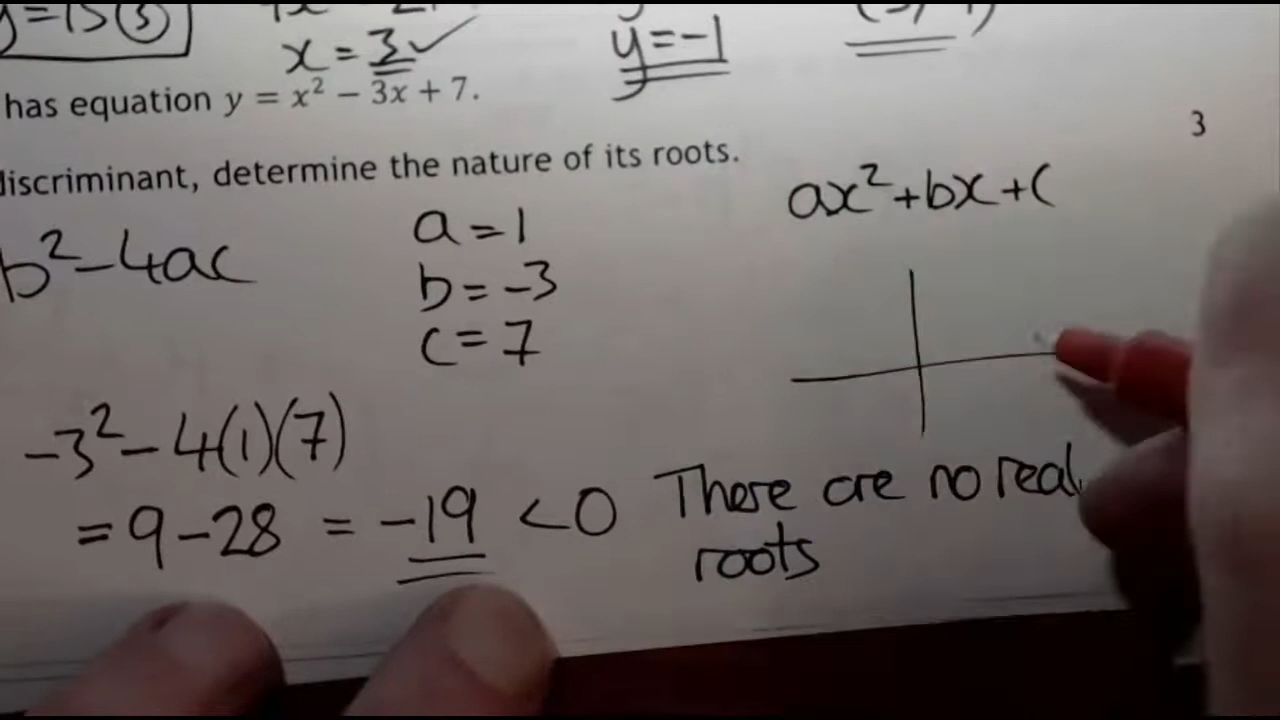 y=15
x = 3 ✓
y=-1
has equation y = x² − 3x + 7.
3
discriminant, determine the nature of its roots.
ax²+bx+c
b²-4ac
a=1
b=-3
c=7
-3²-4(1)(7)
=9-28 = -19 <0 There are no real
roots